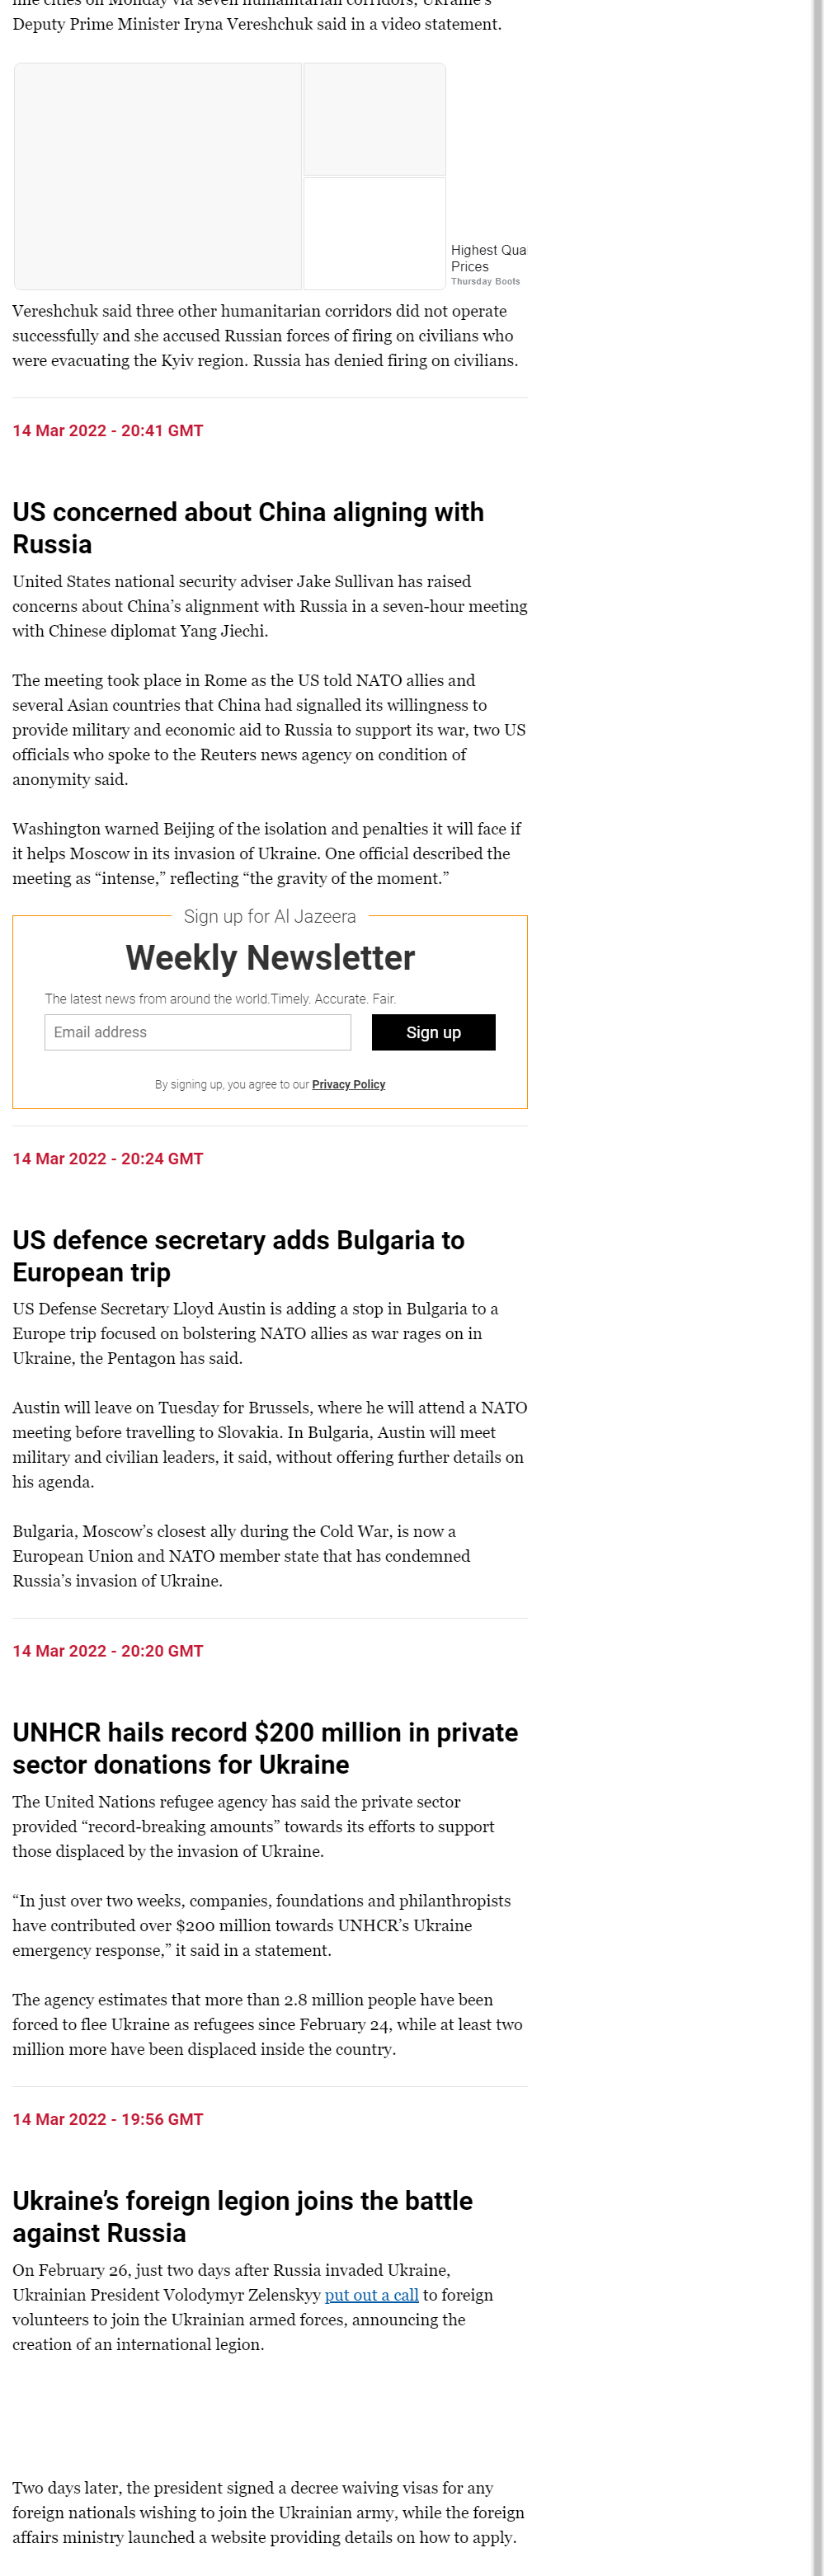 Deputy Prime Minister Iryna Vereshchuk said in a video statement.
Highest Qua
Prices
Thursday Boots
Vereshchuk said three other humanitarian corridors did not operate
successfully and she accused Russian forces of firing on civilians who
were evacuating the Kyiv region. Russia has denied firing on civilians.
14 Mar 2022 - 20:41 GMT
US concerned about China aligning with
Russia
United States national security adviser Jake Sullivan has raised
concerns about China’s alignment with Russia in a seven-hour meeting
with Chinese diplomat Yang Jiechi.
The meeting took place in Rome as the US told NATO allies and
several Asian countries that China had signalled its willingness to
provide military and economic aid to Russia to support its war, two US
officials who spoke to the Reuters news agency on condition of
anonymity said.
Washington warned Beijing of the isolation and penalties it will face if
it helps Moscow in its invasion of Ukraine. One official described the
meeting as “intense,” reflecting “the gravity of the moment.”
Sign up for Al Jazeera
Weekly Newsletter
The latest news from around the world.Timely. Accurate. Fair.
Email address
Sign up
By signing up, you agree to our Privacy Policy
14 Mar 2022 - 20:24 GMT
US defence secretary adds Bulgaria to
European trip
US Defense Secretary Lloyd Austin is adding a stop in Bulgaria to a
Europe trip focused on bolstering NATO allies as war rages on in
Ukraine, the Pentagon has said.
Austin will leave on Tuesday for Brussels, where he will attend a NATO
meeting before travelling to Slovakia. In Bulgaria, Austin will meet
military and civilian leaders, it said, without offering further details on
his agenda.
Bulgaria, Moscow’s closest ally during the Cold War, is now a
European Union and NATO member state that has condemned
Russia’s invasion of Ukraine.
14 Mar 2022 - 20:20 GMT
UNHCR hails record $200 million in private
sector donations for Ukraine
The United Nations refugee agency has said the private sector
provided “record-breaking amounts” towards its efforts to support
those displaced by the invasion of Ukraine.
“In just over two weeks, companies, foundations and philanthropists
have contributed over $200 million towards UNHCR’s Ukraine
emergency response,” it said in a statement.
The agency estimates that more than 2.8 million people have been
forced to flee Ukraine as refugees since February 24, while at least two
million more have been displaced inside the country.
14 Mar 2022 - 19:56 GMT
Ukraine’s foreign legion joins the battle
against Russia
On February 26, just two days after Russia invaded Ukraine,
Ukrainian President Volodymyr Zelenskyy put out a call to foreign
volunteers to join the Ukrainian armed forces, announcing the
creation of an international legion.
Two days later, the president signed a decree waiving visas for any
foreign nationals wishing to join the Ukrainian army, while the foreign
affairs ministry launched a website providing details on how to apply.